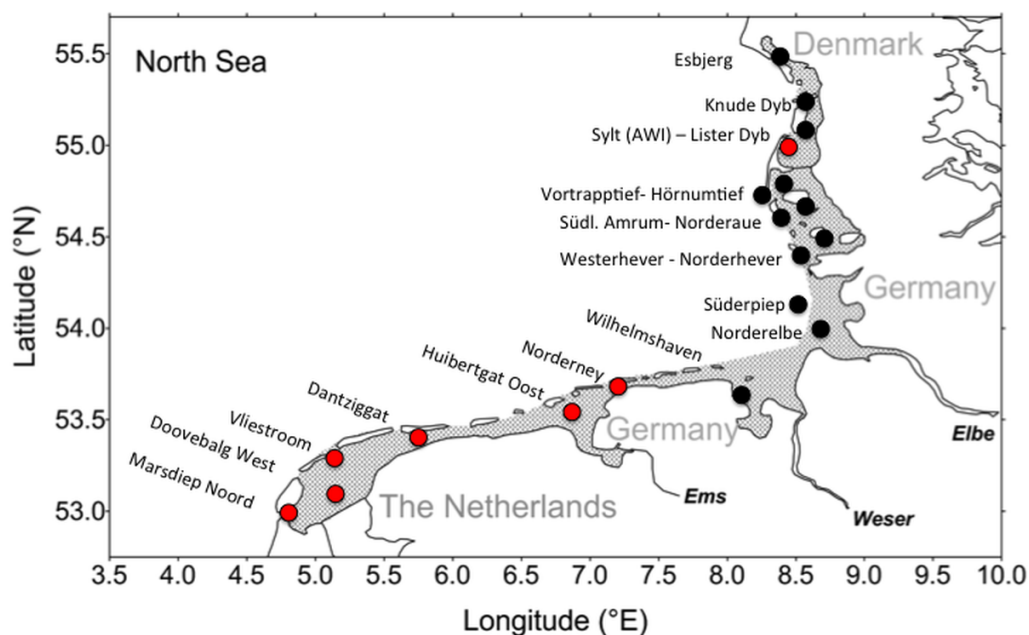 North Sea
Denmark
55.5
Esbjerg
Knude Dyb
55.0
Sylt (AWI) – Lister Dyb
Vortrapptief- Hörnumtief
Südl. Amrum- Norderaue
54.5
Westerhever - Norderhever
Germany
Süderpiep
54.0
Norderelbe
Wilhelmshaven
Norderney
Huibertgat Oost
Dantziggat
Vliestroom
Doovebalg West
Marsdiep Noord
53.5
Germany
Elbe
53.0
The Netherlands
Ems
Weser
Latitude (°N)
3.5 4.0 4.5 5.0 5.5 6.0 6.5 7.0 7.5 8.0 8.5 9.0 9.5 10.0
Longitude (°E)